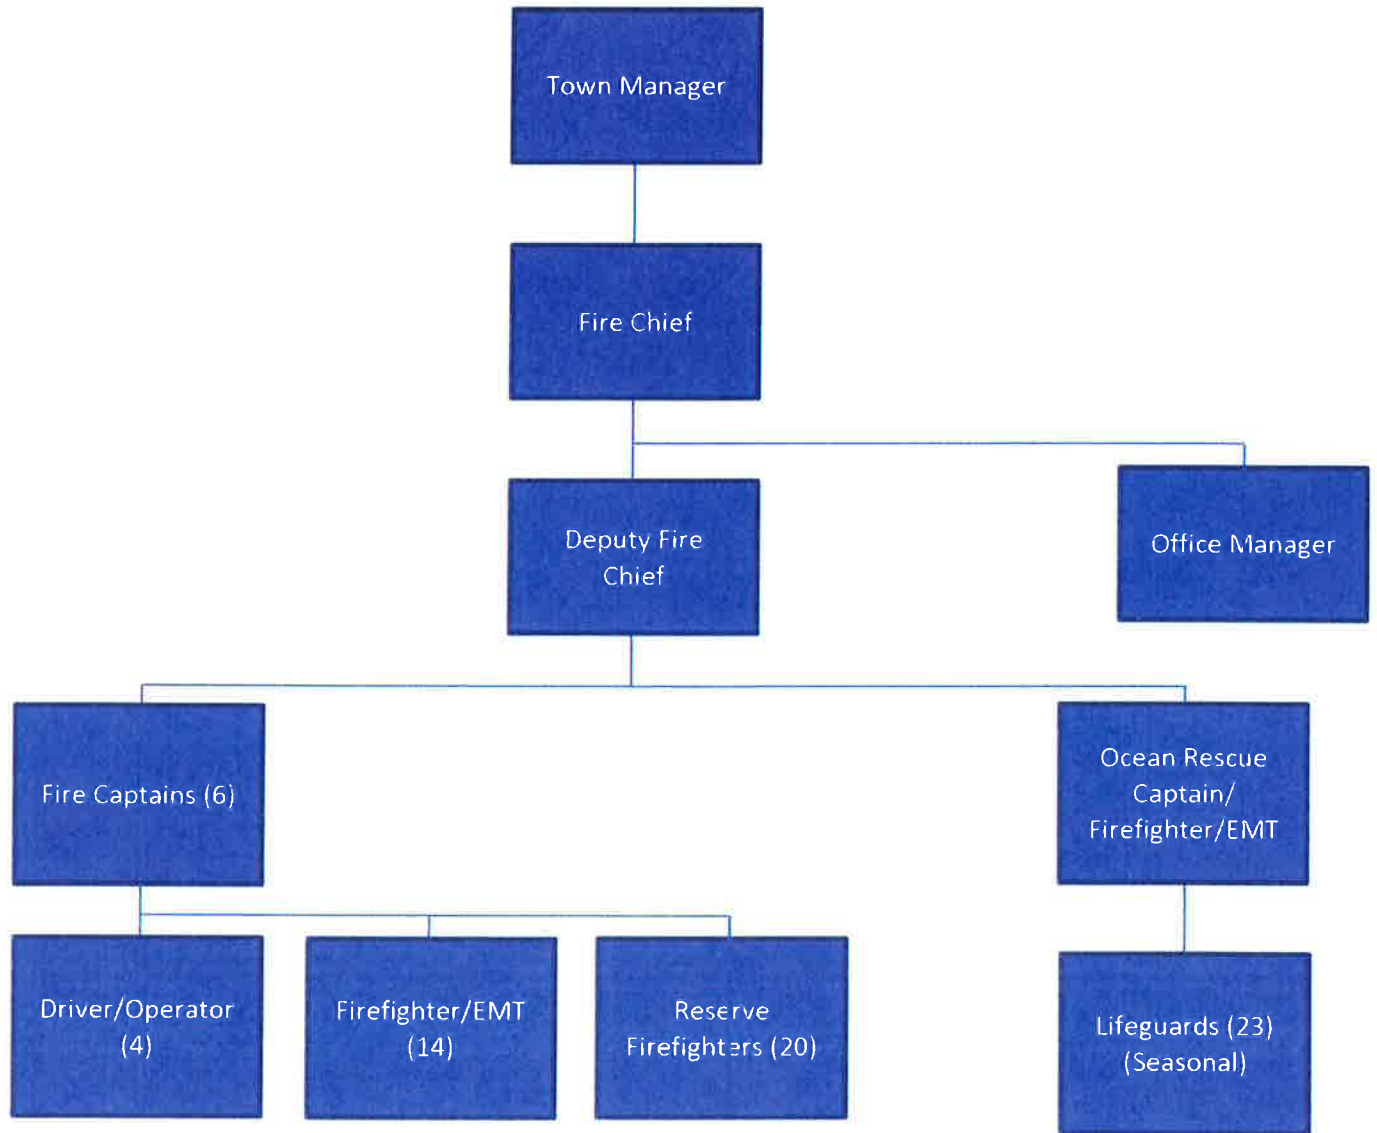 Town Manager
Fire Chief
Deputy Fire
Chief
Office Manager
Fire Captains (6)
Ocean Rescue
Captain/
Firefighter/EMT
Driver/Operator
(4)
Firefighter/EMT
(14)
Reserve
Firefighters (20)
Lifeguards (23)
(Seasonal)